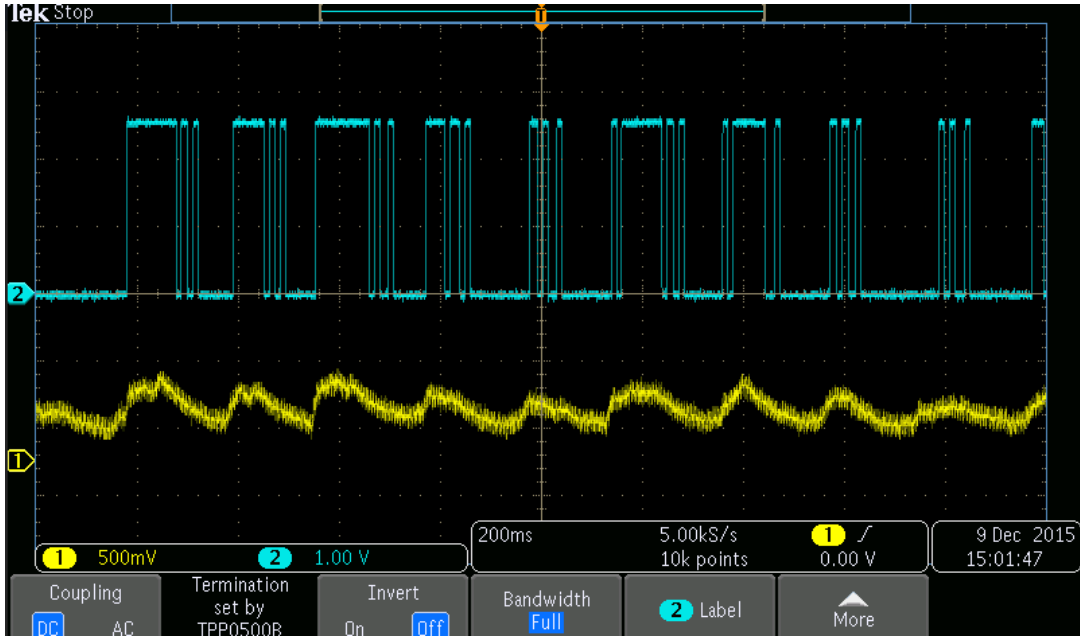 Tek Stop
T
2
1
1 500mV 2 1.00 V
200ms 5.00kS/s 1
10k points 0.00 V
9 Dec 2015
15:01:47
Coupling
DC AC
Termination
set by
TPP0500B
Invert
On Off
Bandwidth
Full
2 Label
More